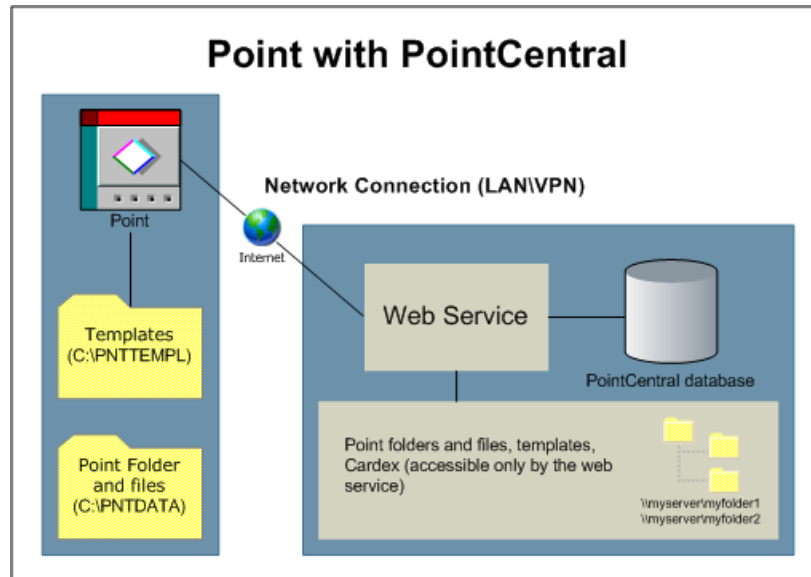 Point with PointCentral
Point
Templates
(C:\PNTTEMPL)
Point Folder
and files
(C:\PNTDATA)
Network Connection (LAN\VPN)
Internet
Web Service
PointCentral database
Point folders and files, templates,
Cardex (accessible only by the web
service)
\\myserver\myfolder1
\\myserver\myfolder2